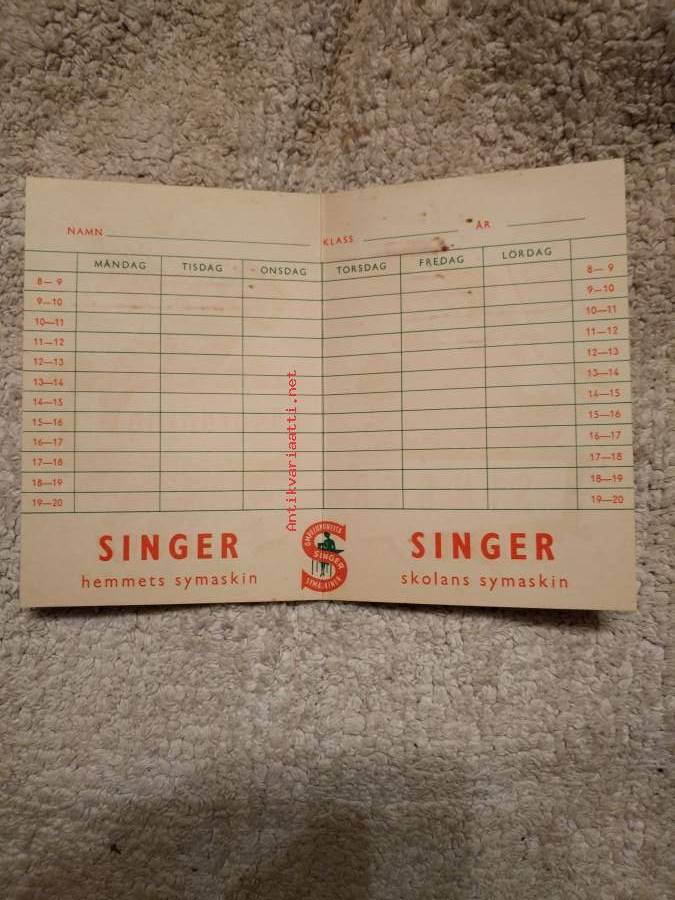 NAMN KLASS ÅR
MÅNDAG TISDAG ONSDAG TORSDAG FREDAG LÖRDAG
8—9 8—9
9—10 9—10
10—11 10—11
11—12 11—12
12—13 12—13
13—14 13—14
14—15 14—15
15—16 15—16
16—17 16—17
17—18 17—18
18—19 18—19
19—20 19—20
Antikvariaatti.net
SINGER SINGER
SINGER
SYMASKINER
hemmets symaskin skolans symaskin